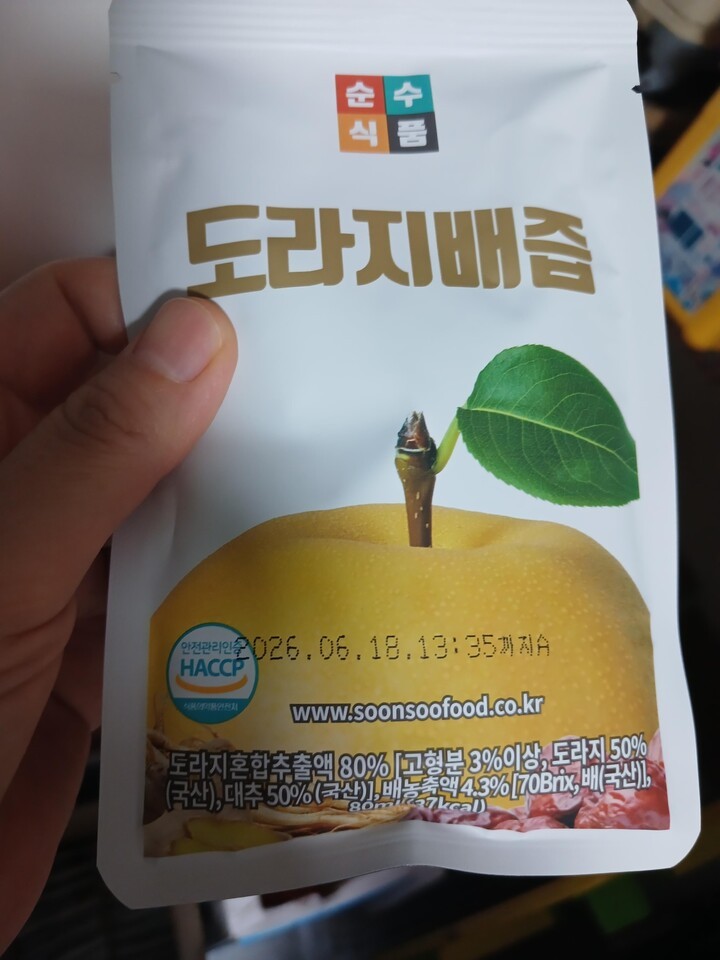 순수
식품
도라지배즙
안전관리인증
HACCP
2026.06.18.13:35까지A
www.soonsoofood.co.kr
도라지혼합추출액 80% [고형분 3%이상, 도라지 50%
(국산), 대추 50% (국산)], 배농축액 4.3% [70Brix, 배(국산)],
80ml (37kcal)